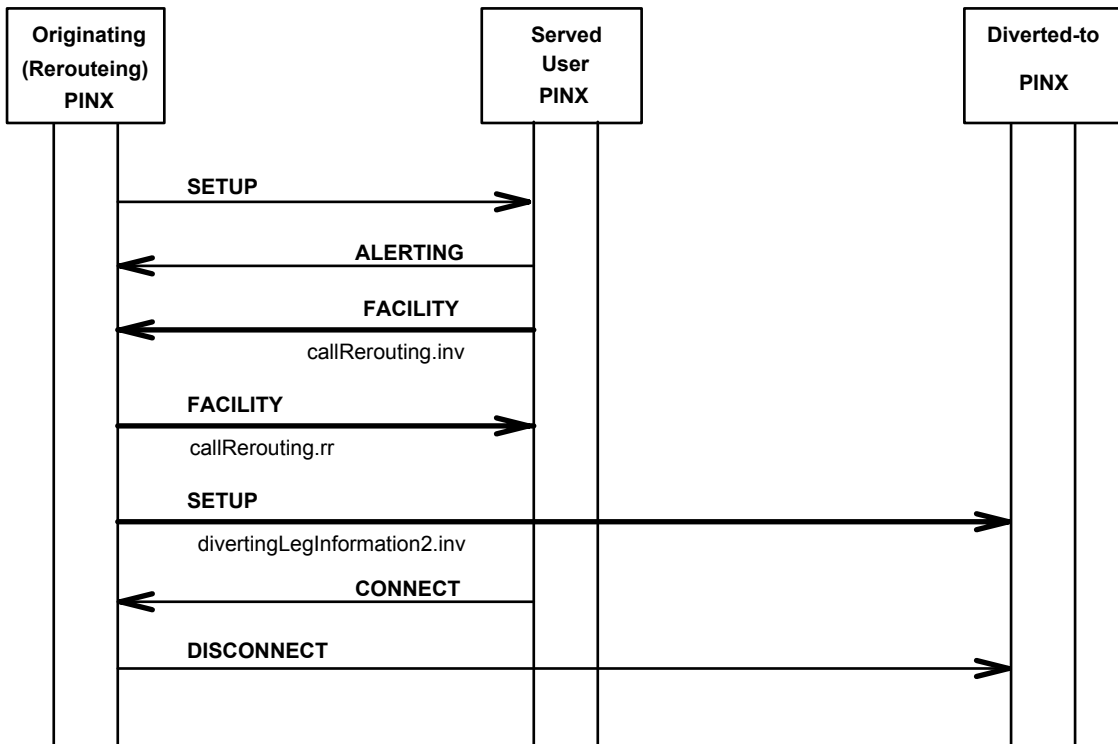 Originating
(Rerouteing)
PINX
Served
User
PINX
Diverted-to
PINX
SETUP
ALERTING
FACILITY
callRerouting.inv
FACILITY
callRerouting.rr
SETUP
divertingLegInformation2.inv
CONNECT
DISCONNECT